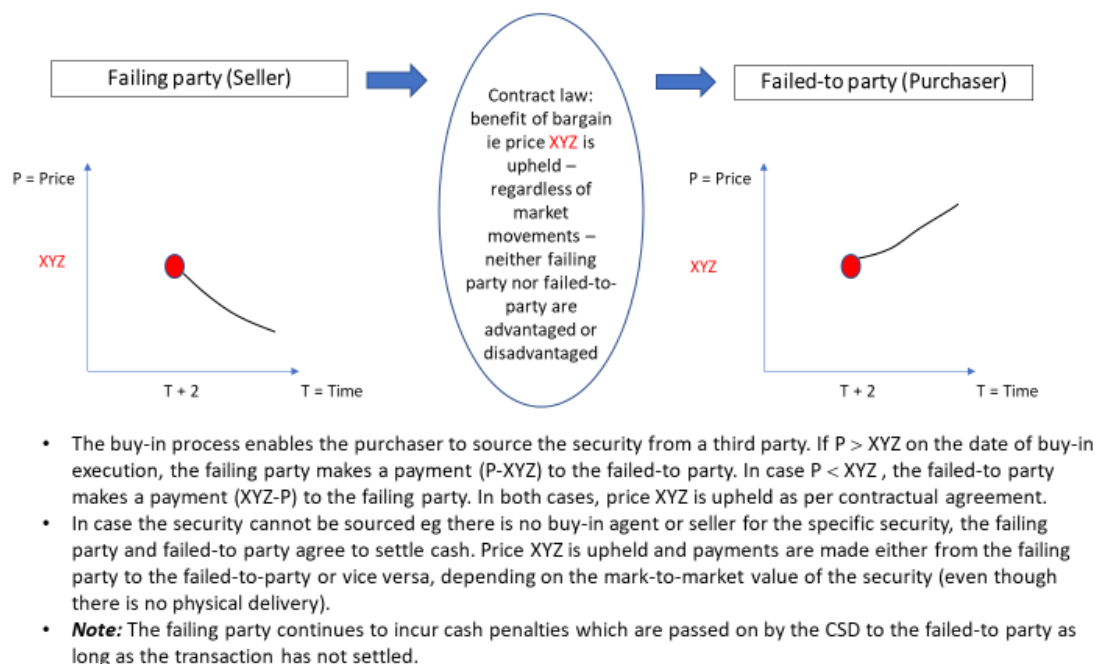 Failing party (Seller)
Failed-to party (Purchaser)
Contract law:
benefit of bargain
ie price XYZ is
upheld –
regardless of
market
movements –
neither failing
party nor failed-to-
party are
advantaged or
disadvantaged
P = Price
XYZ
T + 2
T = Time
P = Price
XYZ
T + 2
T = Time
• The buy-in process enables the purchaser to source the security from a third party. If P > XYZ on the date of buy-in
execution, the failing party makes a payment (P-XYZ) to the failed-to party. In case P < XYZ , the failed-to party
makes a payment (XYZ-P) to the failing party. In both cases, price XYZ is upheld as per contractual agreement.
• In case the security cannot be sourced eg there is no buy-in agent or seller for the specific security, the failing
party and failed-to party agree to settle cash. Price XYZ is upheld and payments are made either from the failing
party to the failed-to-party or vice versa, depending on the mark-to-market value of the security (even though
there is no physical delivery).
• Note: The failing party continues to incur cash penalties which are passed on by the CSD to the failed-to party as
long as the transaction has not settled.